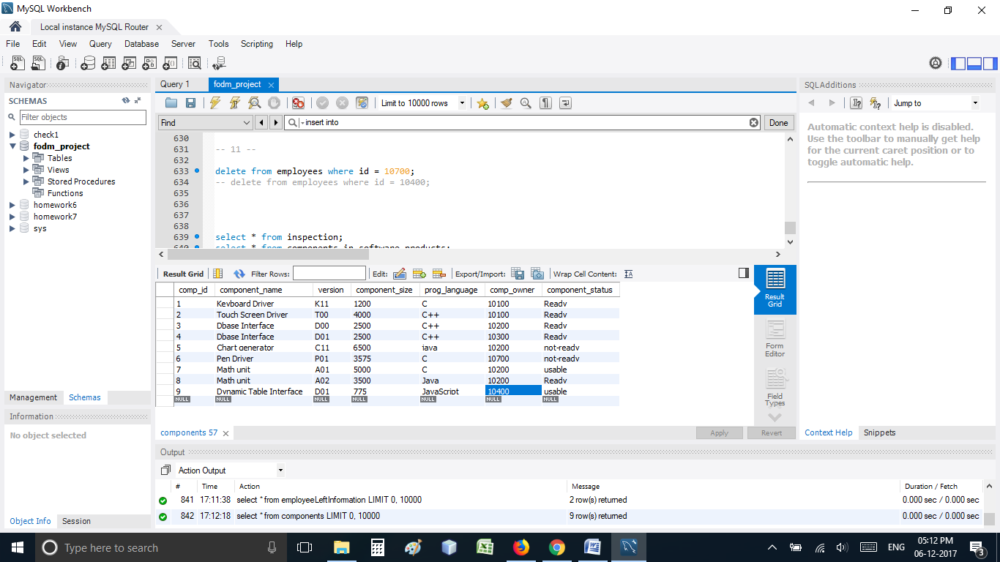 MySQL Workbench
Local instance MySQL Router
File Edit View Query Database Server Tools Scripting Help
Navigator
SCHEMAS
Filter objects
check1
fodm_project
Tables
Views
Stored Procedures
Functions
homework6
homework7
sys
Management Schemas
Information
No object selected
Object Info Session
Query 1 fodm_project
Limit to 10000 rows
Find insert into Done
630
631 -- 11 --
632
633 delete from employees where id = 10700;
634 -- delete from employees where id = 10400;
635
636
637
638
639 select * from inspection;
640 select * from components_in_software_products;
Result Grid Filter Rows: Edit: Export/Import: Wrap Cell Content:
comp_id component_name version component_size prog_language comp_owner component_status
1 Keyboard Driver K11 1200 C 10100 Ready
2 Touch Screen Driver T00 4000 C++ 10100 Ready
3 Dbase Interface D00 2500 C++ 10200 Ready
4 Dbase Interface D01 2500 C++ 10300 Ready
5 Chart generator C11 6500 java 10200 not-ready
6 Pen Driver P01 3575 C 10700 not-ready
7 Math unit A01 5000 C 10200 usable
8 Math unit A02 3500 Java 10200 Ready
9 Dynamic Table Interface D01 775 JavaScript 10400 usable
NULL NULL NULL NULL NULL NULL NULL
Result Grid
Form Editor
Field Types
components 57 Apply Revert
SQLAdditions
Jump to
Automatic context help is disabled.
Use the toolbar to manually get help
for the current caret position or to
toggle automatic help.
Context Help Snippets
Output
Action Output
# Time Action Message Duration / Fetch
841 17:11:38 select * from employeeLeftInformation LIMIT 0, 10000 2 row(s) returned 0.000 sec / 0.000 sec
842 17:12:18 select * from components LIMIT 0, 10000 9 row(s) returned 0.000 sec / 0.000 sec
Type here to search
ENG
05:12 PM
06-12-2017
3